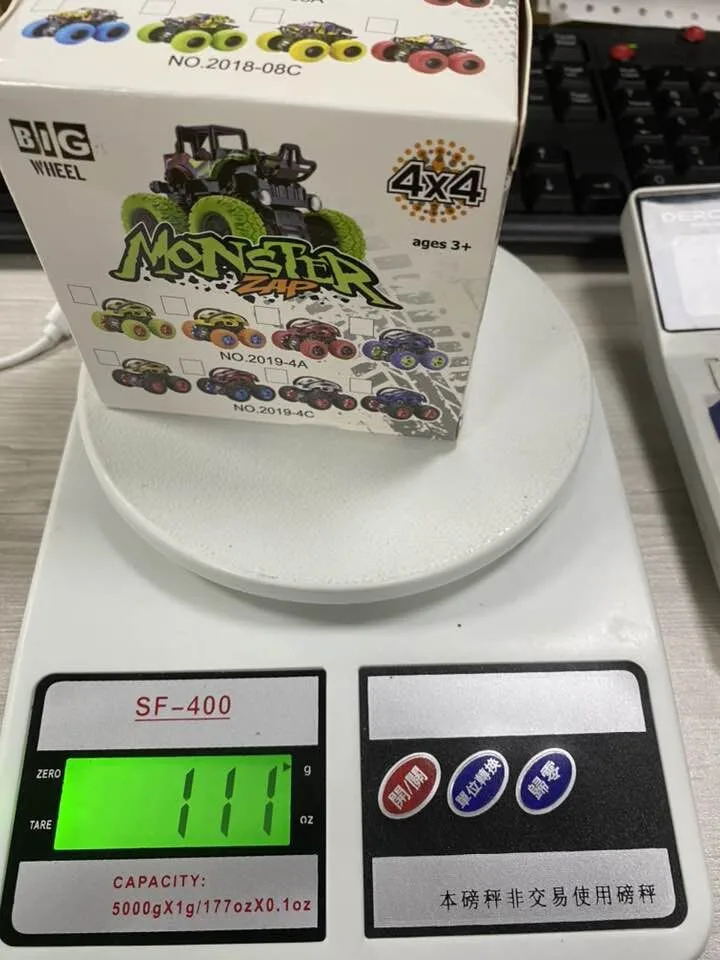 NO.2018-08C
BIG
WHEEL
4x4
ages 3+
MONSTER
ZAP
NO.2019-4A
NO.2019-4C
SF-400
ZERO
g
111
TARE
oz
CAPACITY:
5000gX1g/177ozX0.1oz
開/關
單位轉換
歸零
本磅秤非交易使用磅秤